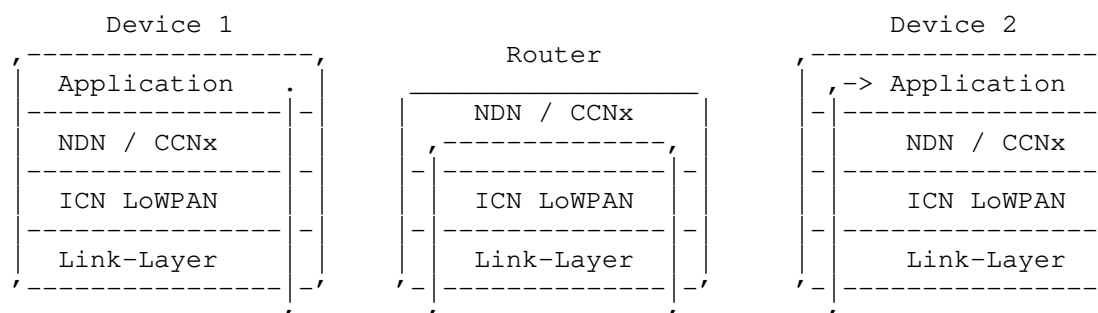 Device 1
Device 2
Router
Application
-> Application
NDN / CCNx
NDN / CCNx
NDN / CCNx
ICN LoWPAN
ICN LoWPAN
ICN LoWPAN
Link-Layer
Link-Layer
Link-Layer